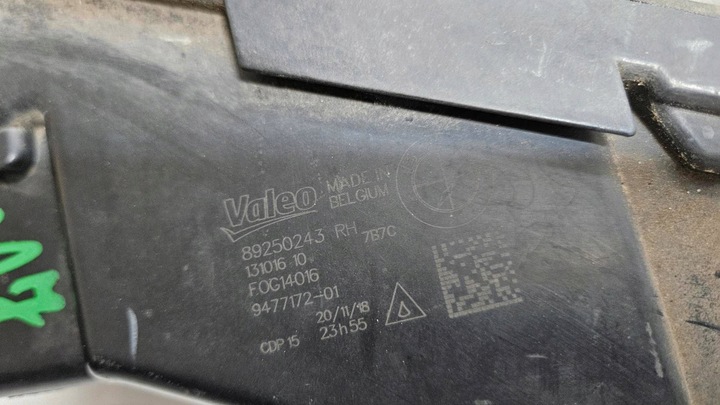 Valeo MADE IN
BELGIUM
89250243 RH 7B7C
131016 10
FOG14016
9477172-01
20/11/18
CDP 15 23h55